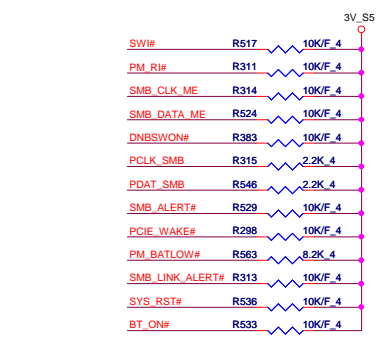 3V_S5
SWI# R517 10K/F_4
PM_RI# R311 10K/F_4
SMB_CLK_ME R314 10K/F_4
SMB_DATA_ME R524 10K/F_4
DNBSWON# R383 10K/F_4
PCLK_SMB R315 2.2K_4
PDAT_SMB R546 2.2K_4
SMB_ALERT# R529 10K/F_4
PCIE_WAKE# R298 10K/F_4
PM_BATLOW# R563 8.2K_4
SMB_LINK_ALERT# R313 10K/F_4
SYS_RST# R536 10K/F_4
BT_ON# R533 10K/F_4